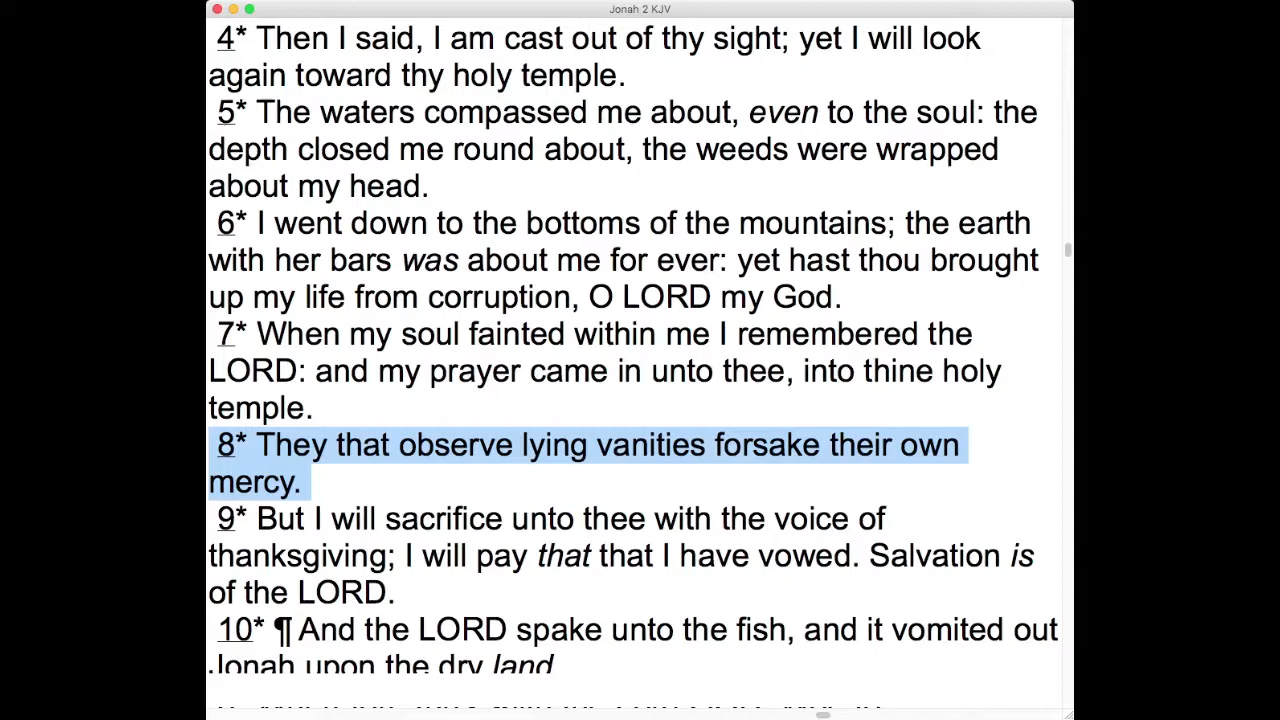 Jonah 2 KJV
4* Then I said, I am cast out of thy sight; yet I will look
again toward thy holy temple.
5* The waters compassed me about, even to the soul: the
depth closed me round about, the weeds were wrapped
about my head.
6* I went down to the bottoms of the mountains; the earth
with her bars was about me for ever: yet hast thou brought
up my life from corruption, O LORD my God.
7* When my soul fainted within me I remembered the
LORD: and my prayer came in unto thee, into thine holy
temple.
8* They that observe lying vanities forsake their own
mercy.
9* But I will sacrifice unto thee with the voice of
thanksgiving; I will pay that that I have vowed. Salvation is
of the LORD.
10* ¶ And the LORD spake unto the fish, and it vomited out
Jonah upon the dry land